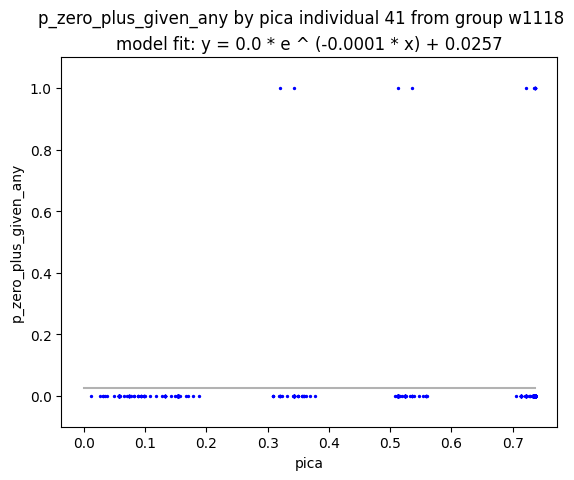 p_zero_plus_given_any by pica individual 41 from group w1118
model fit: y = 0.0 * e ^ (-0.0001 * x) + 0.0257
1.0
0.8
0.6
0.4
0.2
0.0
p_zero_plus_given_any
0.0 0.1 0.2 0.3 0.4 0.5 0.6 0.7
pica